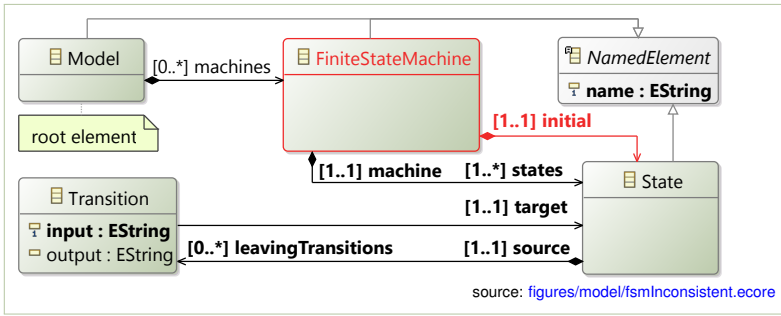 Model
FiniteStateMachine
NamedElement
name : EString
[0..*] machines
root element
[1..1] initial
[1..1] machine
[1..*] states
State
Transition
input : EString
output : EString
[1..1] target
[0..*] leavingTransitions
[1..1] source
source: figures/model/fsmInconsistent.ecore